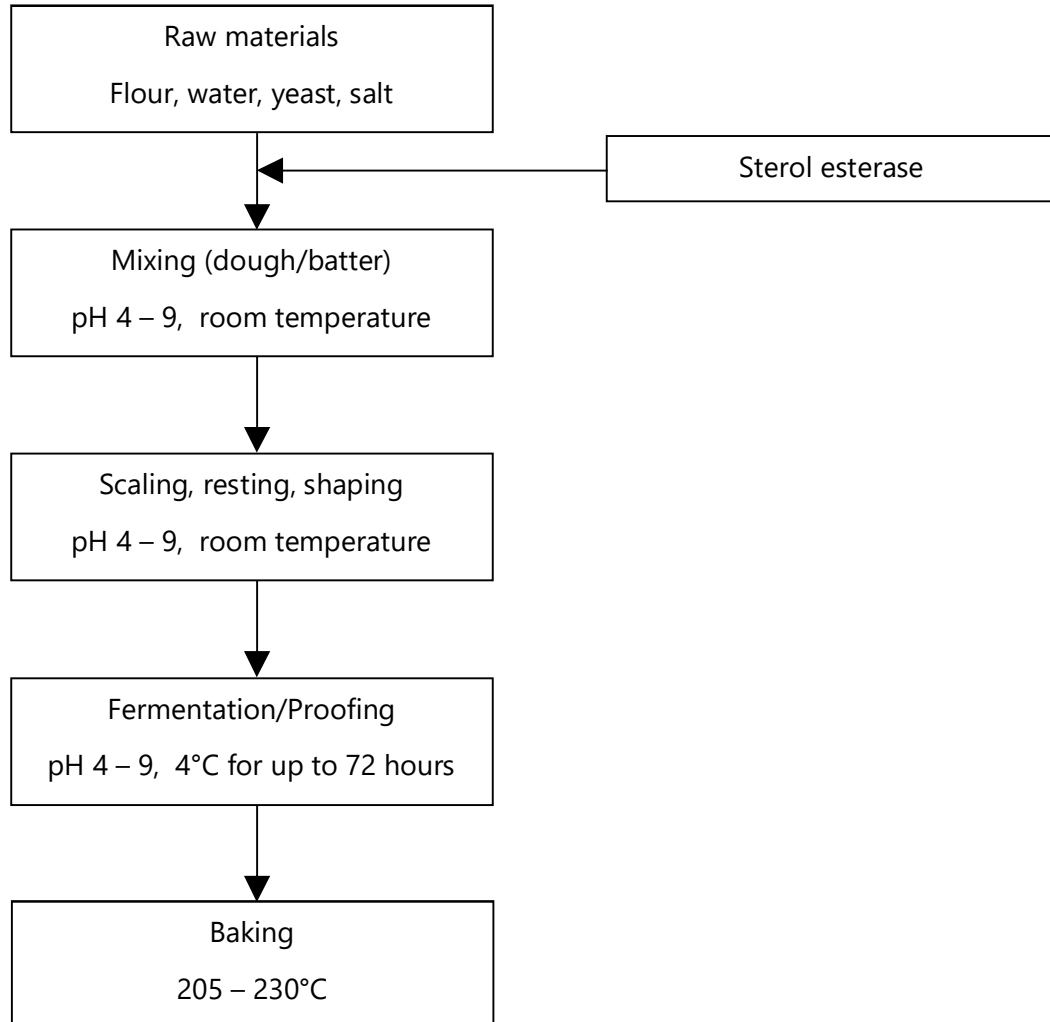 Raw materials
Flour, water, yeast, salt
Sterol esterase
Mixing (dough/batter)
pH 4 – 9,  room temperature
Scaling, resting, shaping
pH 4 – 9,  room temperature
Fermentation/Proofing
pH 4 – 9,  4°C for up to 72 hours
Baking
205 – 230°C